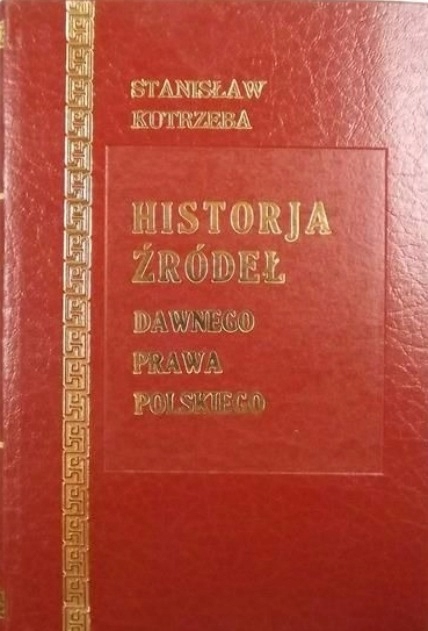 STANISŁAW
KUTRZEBA
HISTORJA
ŹRÓDEŁ
DAWNEGO
PRAWA
POLSKIEGO